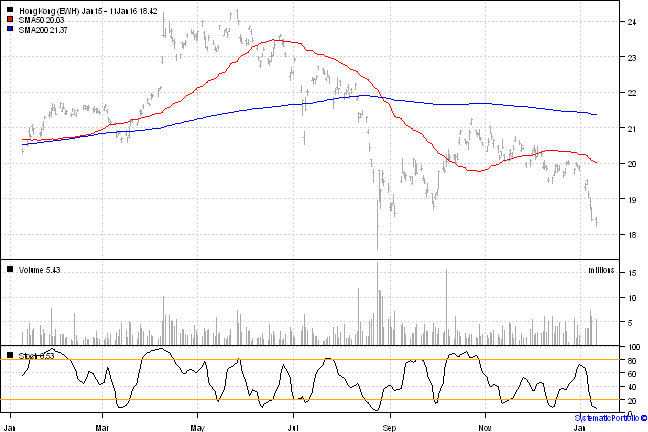 Hong Kong (EWH) Jan15 - 11Jan16 18.42
SMA50 20.03
SMA200 21.37
24
23
22
21
20
19
18
Volume 5.43
millions
15
10
5
Stoch 6.53
100
80
60
40
20
0
Jan Mar May Jul Sep Nov Jan
SystematicPortfolio ©